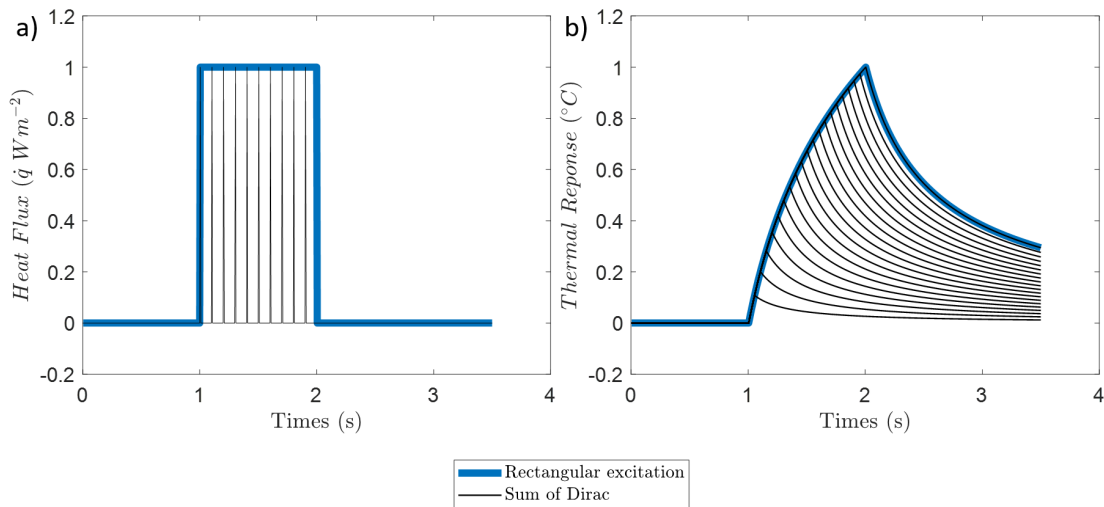 a)
1.2
1
0.8
0.6
0.4
0.2
0
-0.2
Heat Flux (q̇ Wm⁻²)
0 1 2 3 4
Times (s)
b)
1.2
1
0.8
0.6
0.4
0.2
0
-0.2
Thermal Reponse (°C)
0 1 2 3 4
Times (s)
Rectangular excitation
Sum of Dirac